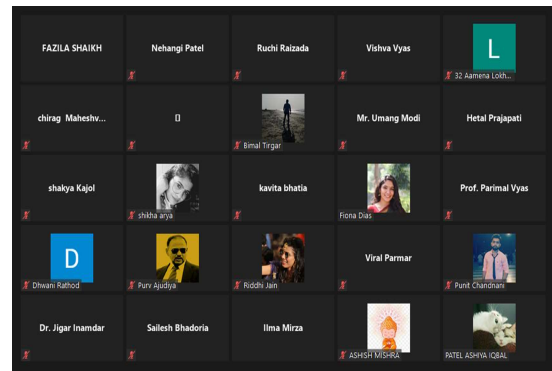 FAZILA SHAIKH
Nehangi Patel
Ruchi Raizada
Vishva Vyas
L
32 Aamena Lokh...
chirag Maheshv...
[]
Bimal Tirgar
Mr. Umang Modi
Hetal Prajapati
shakya Kajol
shikha arya
kavita bhatia
Fiona Dias
Prof. Parimal Vyas
D
Dhwani Rathod
Purv Ajudiya
Riddhi Jain
Viral Parmar
Punit Chandnani
Dr. Jigar Inamdar
Sailesh Bhadoria
Ilma Mirza
ASHISH MISHRA
PATEL ASHIYA IQBAL